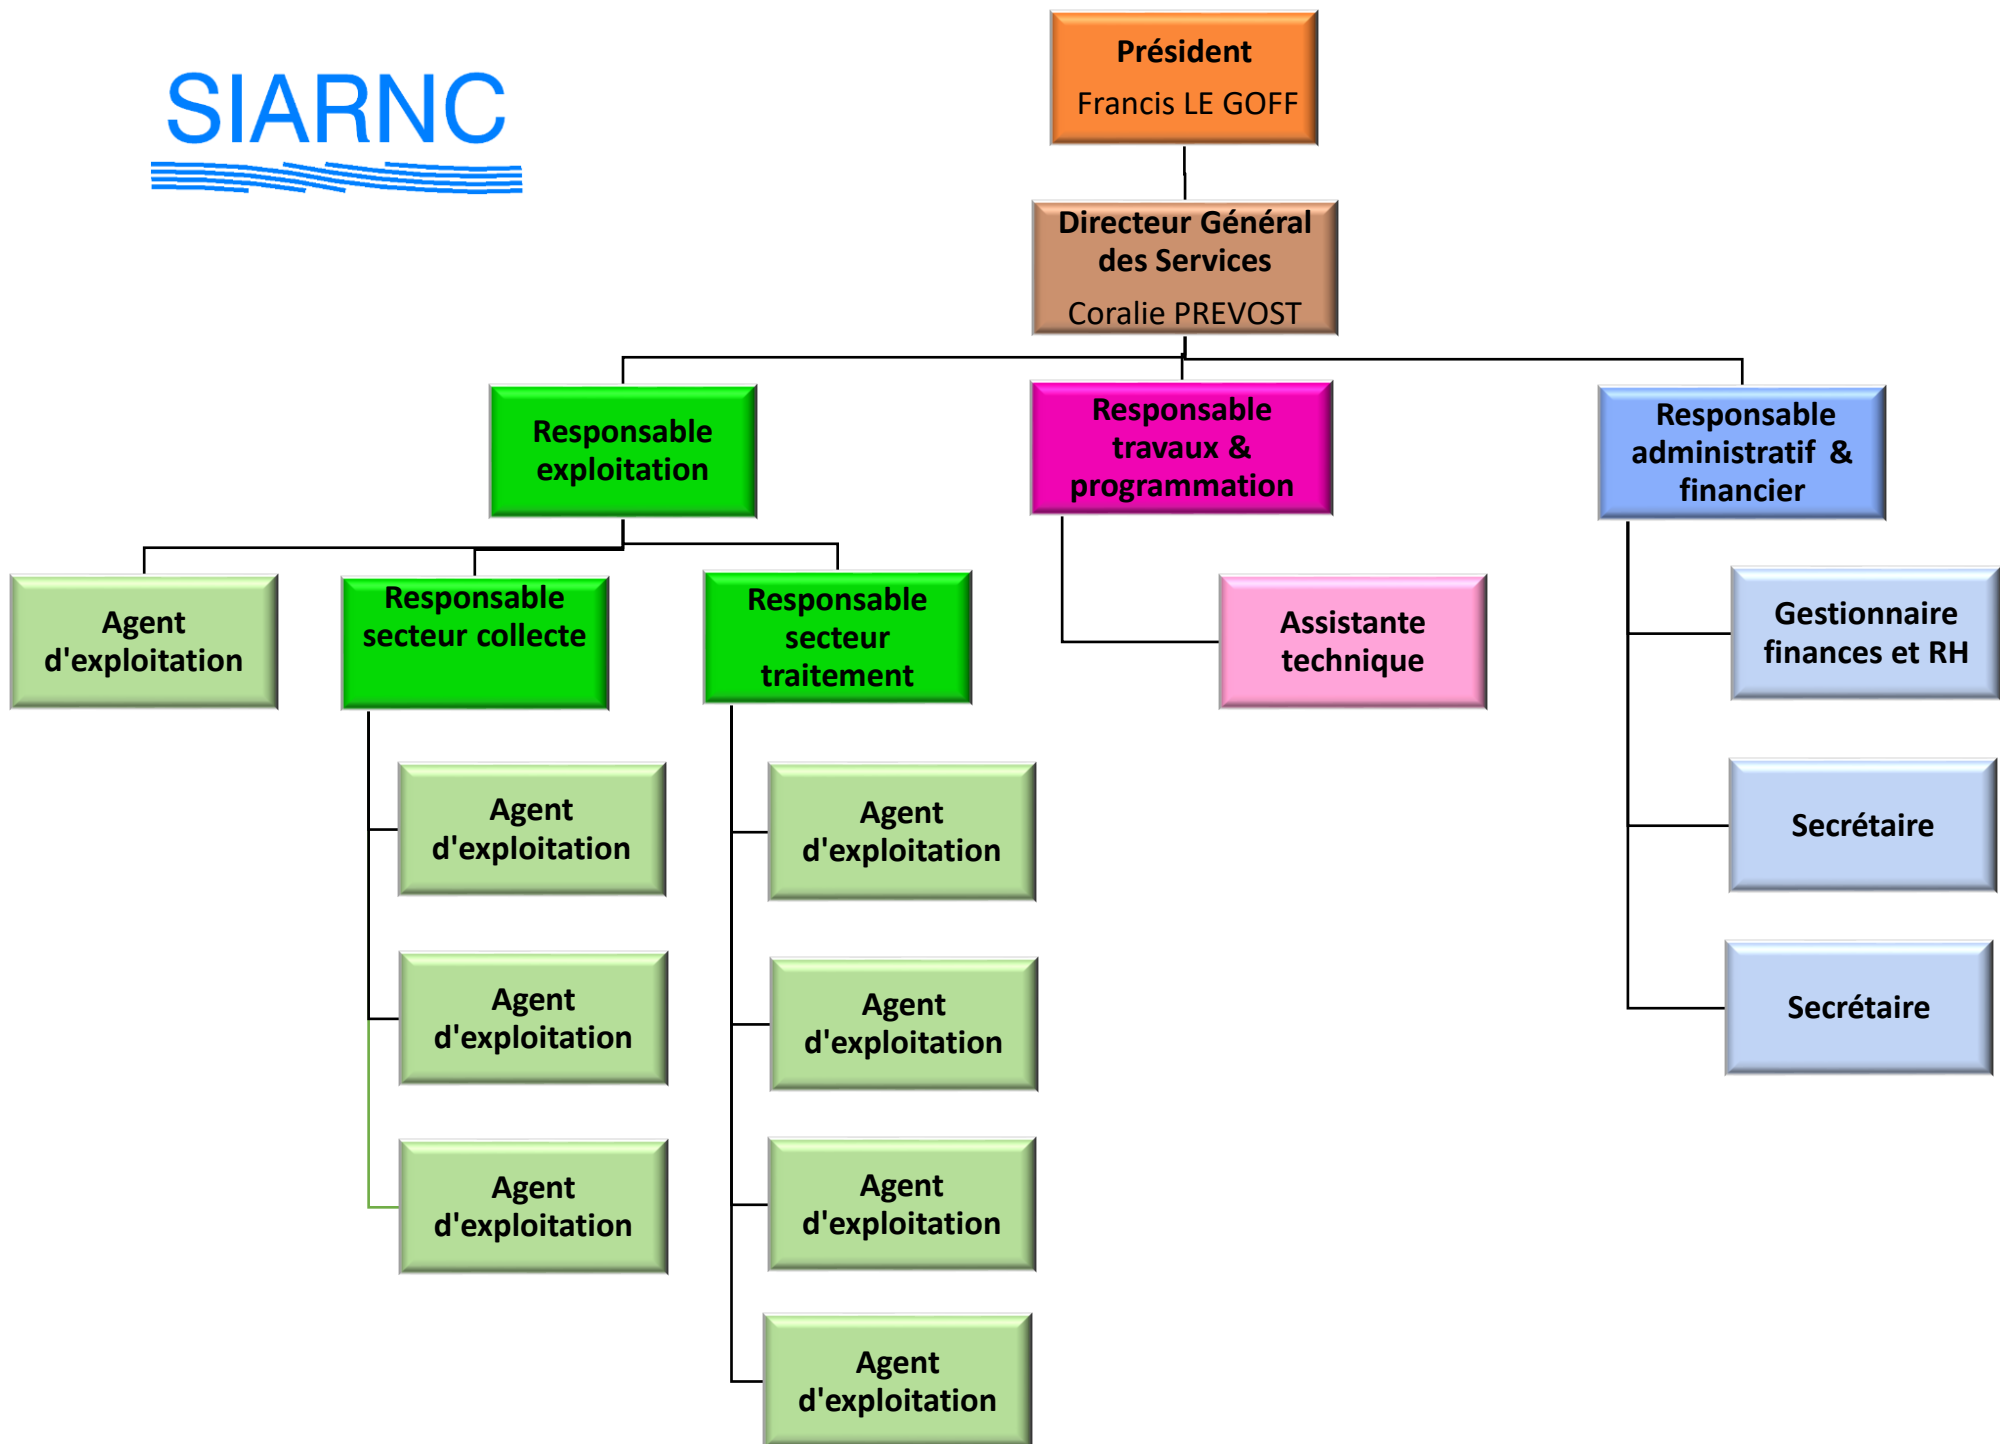 SIARNC
Président
Francis LE GOFF
Directeur Général
des Services
Coralie PREVOST
Responsable
exploitation
Responsable
travaux &
programmation
Responsable
administratif &
financier
Agent
d'exploitation
Responsable
secteur collecte
Responsable
secteur
traitement
Assistante
technique
Gestionnaire
finances et RH
Agent
d'exploitation
Agent
d'exploitation
Secrétaire
Agent
d'exploitation
Agent
d'exploitation
Secrétaire
Agent
d'exploitation
Agent
d'exploitation
Agent
d'exploitation